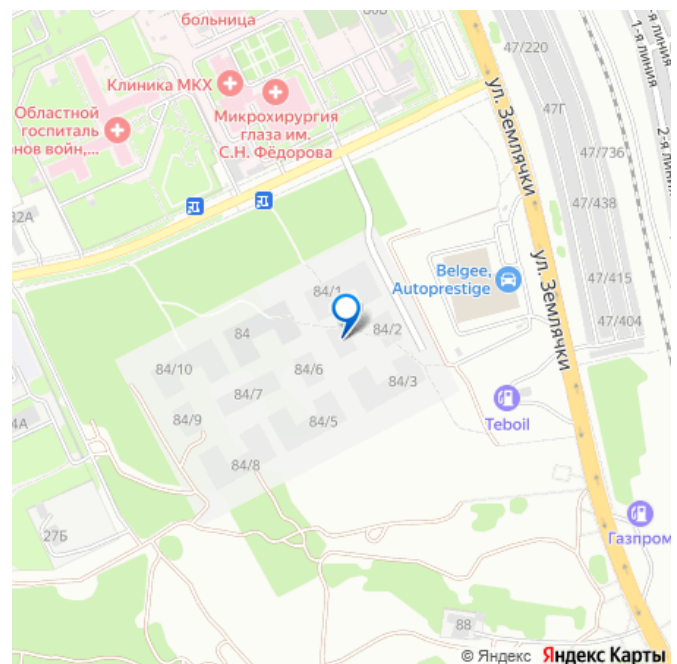 больница
Клиника МКХ
Областной
госпиталь
анов войн,...
Микрохирургия
глаза им.
С.Н. Фёдорова
47/220
я линия
1-я линия
2-я линия
47Г
ул. Землячки
47/736
47/438
32А
ул. Землячки
Belgee,
Autoprestige
47/415
47/404
84/1
84
84/2
84/10
84/6
84/3
84/7
84/9
84/5
84/8
4А
Teboil
27Б
Газпром
88
© Яндекс Яндекс Карты